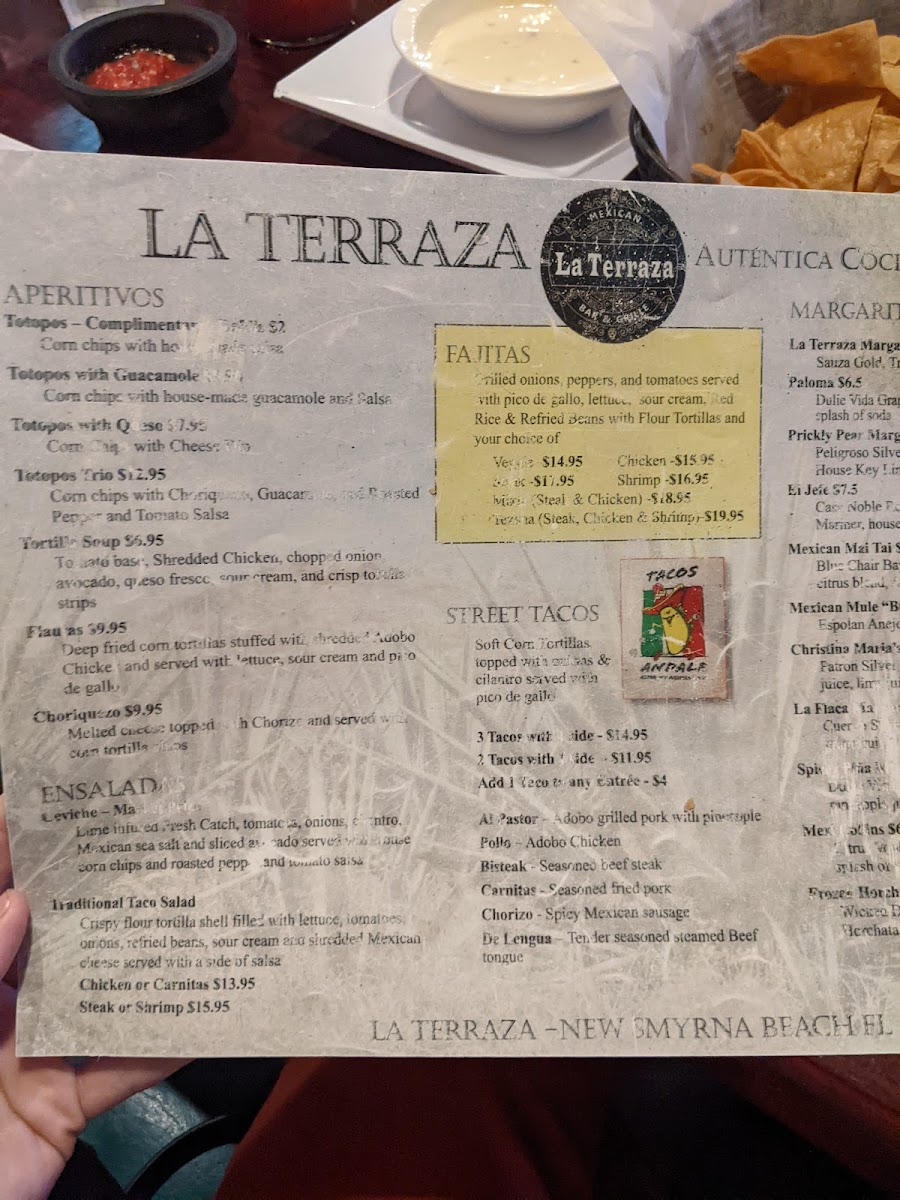 LA TERRAZA
MEXICAN
La Terraza
BAR & GRILLE
AUTÉNTICA COCI
APERITIVOS
Totopos – Compliment $2
Corn chips with
Totopos with Guacamole
Corn chips with house-made guacamole and Salsa
Totopos with Queso $7.95
Corn with Cheese
Totopos Trio $12.95
Corn chips with and Roasted
Pepper and Tomato Salsa
Tortilla Soup $6.95
Tomato base, Shredded Chicken, chopped onion,
avocado, queso fresco, sour cream, and crisp tortilla
strips
Flautas $9.95
Deep fried corn tortillas stuffed with shredded Adobo
Chicken and served with lettuce, sour cream and pico
de gallo
Choriquezo $9.95
Melted cheese topped with Chorizo and served with
corn tortilla chips
ENSALADA
Ceviche –
Lime infused Fresh Catch, tomatoes, onions, cilantro,
Mexican sea salt and sliced avocado served with house
corn chips and roasted pepper and tomato salsa
Traditional Taco Salad
Crispy flour tortilla shell filled with lettuce, tomatoes,
onions, refried beans, sour cream and shredded Mexican
cheese served with a side of salsa
Chicken or Carnitas $13.95
Steak or Shrimp $15.95
FAJITAS
Grilled onions, peppers, and tomatoes served
with pico de gallo, lettuce, sour cream, Red
Rice & Refried Beans with Flour Tortillas and
your choice of
Veggie -$14.95 Chicken -$15.95
Steak -$17.95 Shrimp -$16.95
(Steak & Chicken) -$18.95
(Steak, Chicken & Shrimp)-$19.95
STREET TACOS
TACOS
ANDALE
Soft Corn Tortillas
topped with onions &
cilantro served with
pico de gallo
3 Tacos with side - $14.95
2 Tacos with side - $11.95
Add 1 Taco to any Entrée - $4
Al Pastor – Adobo grilled pork with pineapple
Pollo – Adobo Chicken
Bisteak - Seasoned beef steak
Carnitas - Seasoned fried pork
Chorizo - Spicy Mexican sausage
De Lengua – Tender seasoned steamed Beef
tongue
MARGARIT
La Terraza Marga
Sauza Gold, Tr
Paloma $6.5
Dulie Vida Gra
splash of soda
Prickly Pear Marg
Peligroso Silve
House Key Lim
El Jefe $7.5
Casa Noble
Marnier, house
Mexican Mai Tai $
Blue Chair Ba
citrus blend,
Mexican Mule "B
Espolan Anejo
Christina Maria's
Patron Silver
juice, lime
La Flaca
Mex
splash of
Frozen Horch
Wicked D
Horchata
LA TERRAZA –NEW SMYRNA BEACH FL